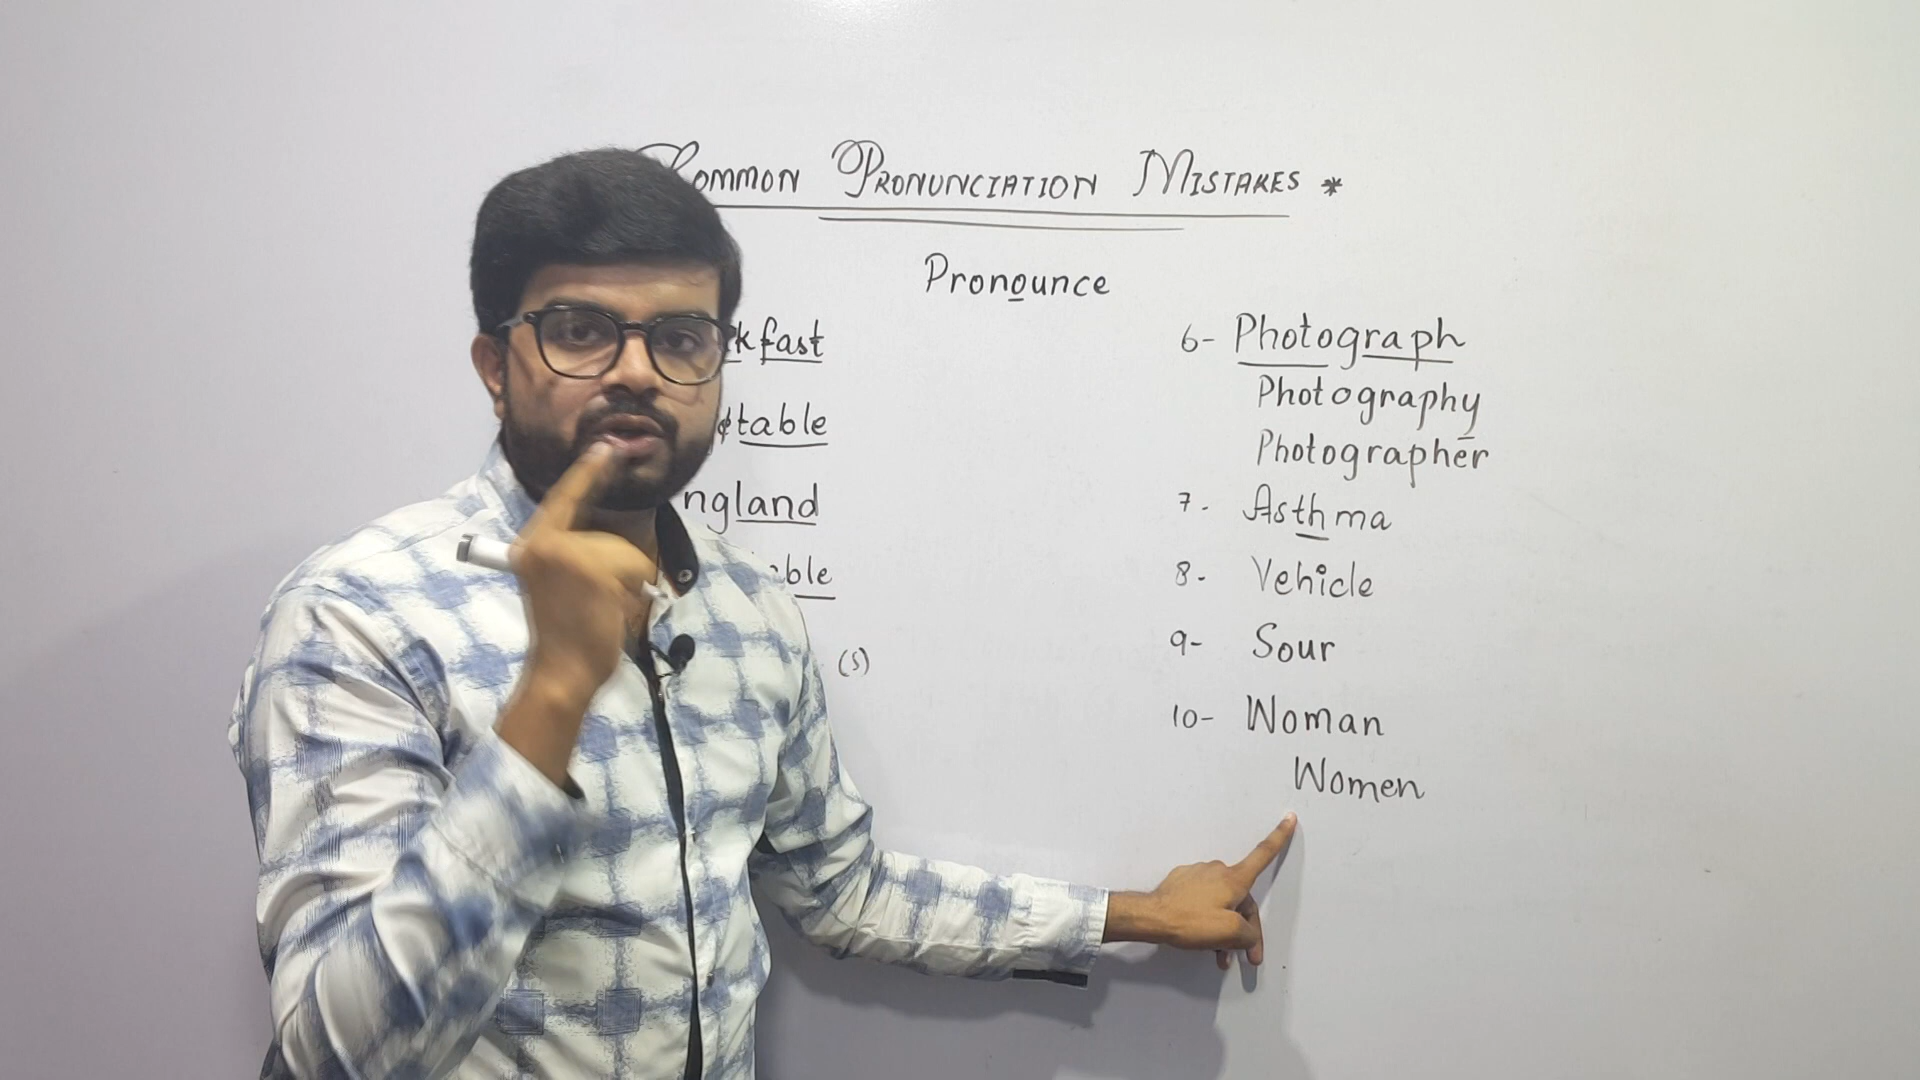 Common Pronunciation Mistakes *
Pronounce
kfast
table
ngland
ble
(s)
6- Photograph
Photography
Photographer
7- Asthma
8- Vehicle
9- Sour
10- Woman
Women